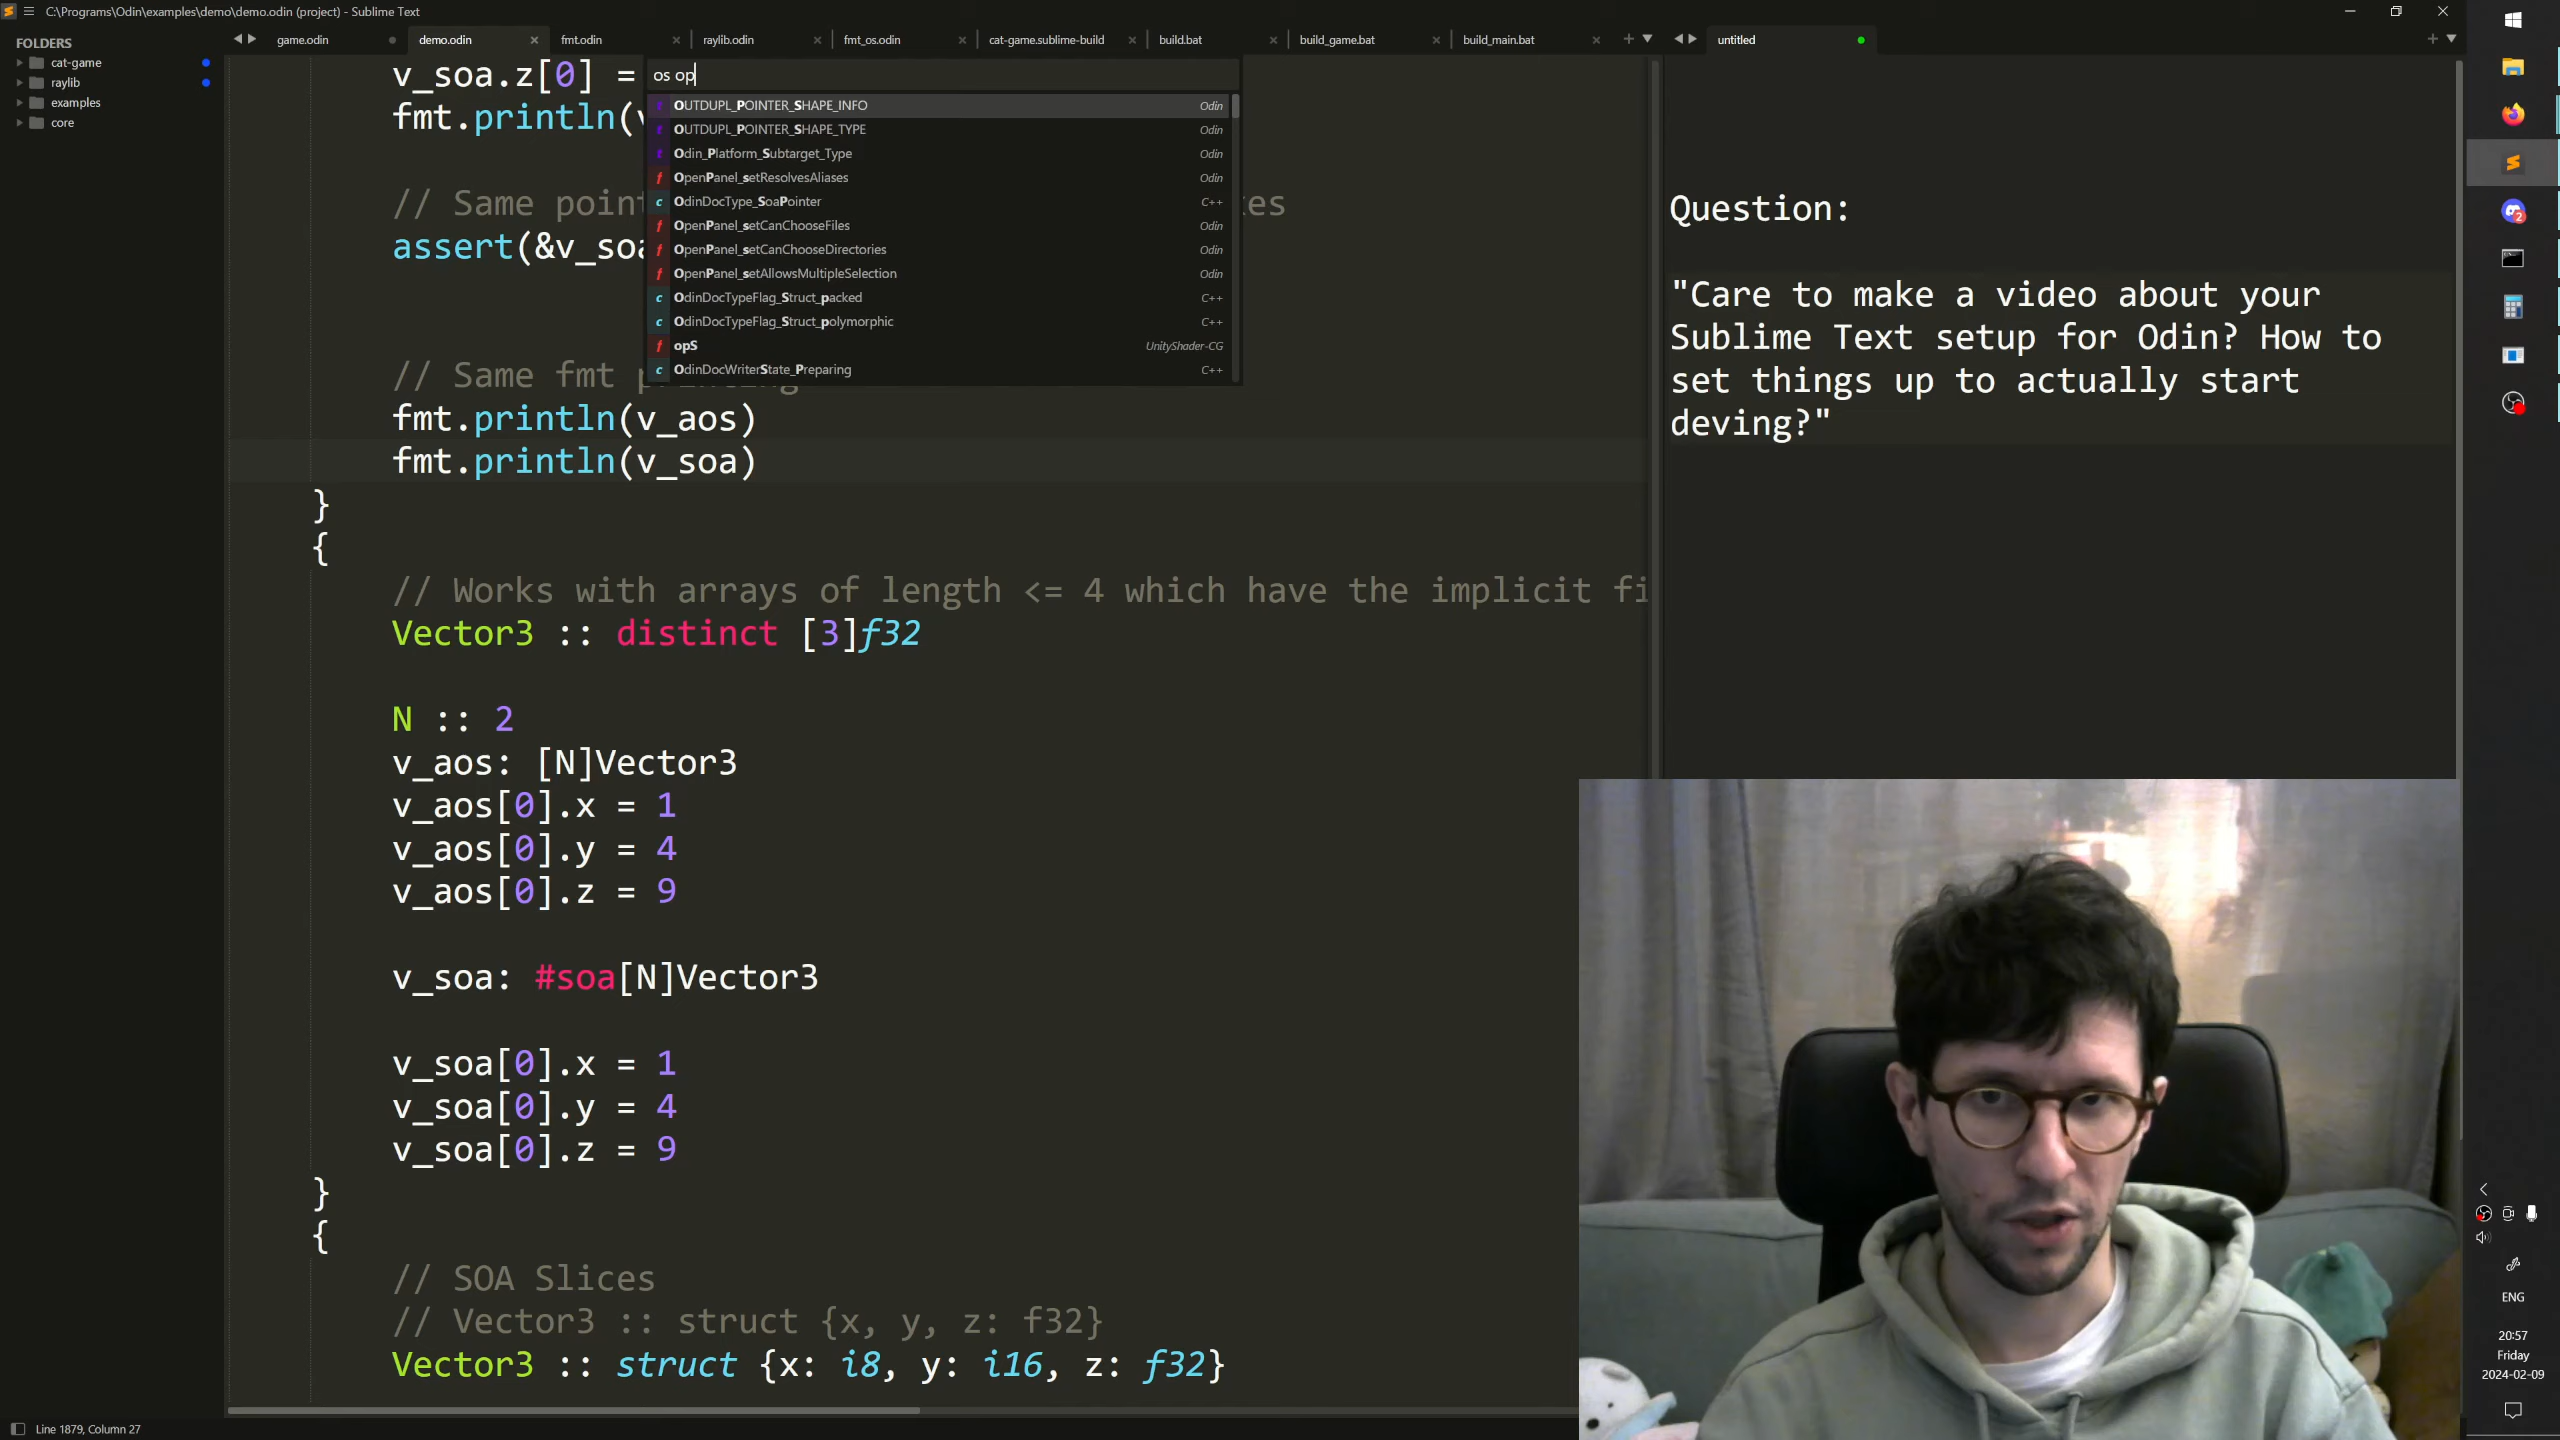 C:\Programs\Odin\examples\demo\demo.odin (project) - Sublime Text
FOLDERS
cat-game
raylib
examples
core
game.odin
demo.odin
fmt.odin
raylib.odin
fmt_os.odin
cat-game.sublime-build
build.bat
build_game.bat
build_main.bat
untitled
os op
OUTDUPL_POINTER_SHAPE_INFO Odin
OUTDUPL_POINTER_SHAPE_TYPE Odin
Odin_Platform_Subtarget_Type Odin
OpenPanel_setResolvesAliases Odin
OdinDocType_SoaPointer C++
OpenPanel_setCanChooseFiles Odin
OpenPanel_setCanChooseDirectories Odin
OpenPanel_setAllowsMultipleSelection Odin
OdinDocTypeFlag_Struct_packed C++
OdinDocTypeFlag_Struct_polymorphic C++
opS UnityShader-CG
OdinDocWriterState_Preparing C++
v_soa.z[0] =
fmt.println(
// Same
assert(&v_soa
// Same fmt printing
fmt.println(v_aos)
fmt.println(v_soa)
}
{
// Works with arrays of length <= 4 which have the implicit fi
Vector3 :: distinct [3]f32
N :: 2
v_aos: [N]Vector3
v_aos[0].x = 1
v_aos[0].y = 4
v_aos[0].z = 9
v_soa: #soa[N]Vector3
v_soa[0].x = 1
v_soa[0].y = 4
v_soa[0].z = 9
}
{
// SOA Slices
// Vector3 :: struct {x, y, z: f32}
Vector3 :: struct {x: i8, y: i16, z: f32}
Line 1879, Column 27
Question:
"Care to make a video about your
Sublime Text setup for Odin? How to
set things up to actually start
deving?"
2
ENG
20:57
Friday
2024-02-09